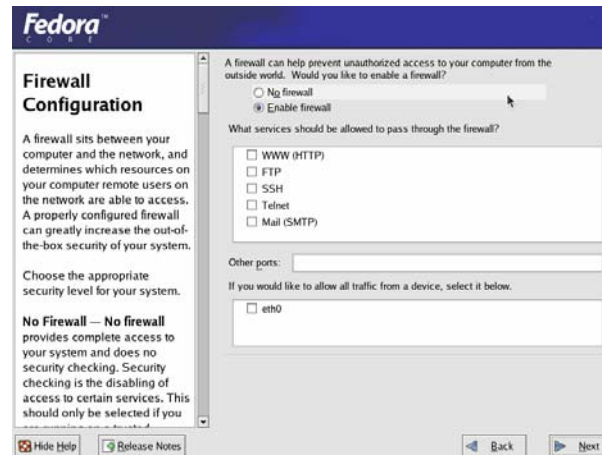 Fedora™
CORE
Firewall
Configuration
A firewall sits between your
computer and the network, and
determines which resources on
your computer remote users on
the network are able to access.
A properly configured firewall
can greatly increase the out-of-
the-box security of your system.
Choose the appropriate
security level for your system.
No Firewall — No firewall
provides complete access to
your system and does no
security checking. Security
checking is the disabling of
access to certain services. This
should only be selected if you
Hide Help
Release Notes
A firewall can help prevent unauthorized access to your computer from the
outside world. Would you like to enable a firewall?
No firewall
Enable firewall
What services should be allowed to pass through the firewall?
WWW (HTTP)
FTP
SSH
Telnet
Mail (SMTP)
Other ports:
If you would like to allow all traffic from a device, select it below.
eth0
Back
Next